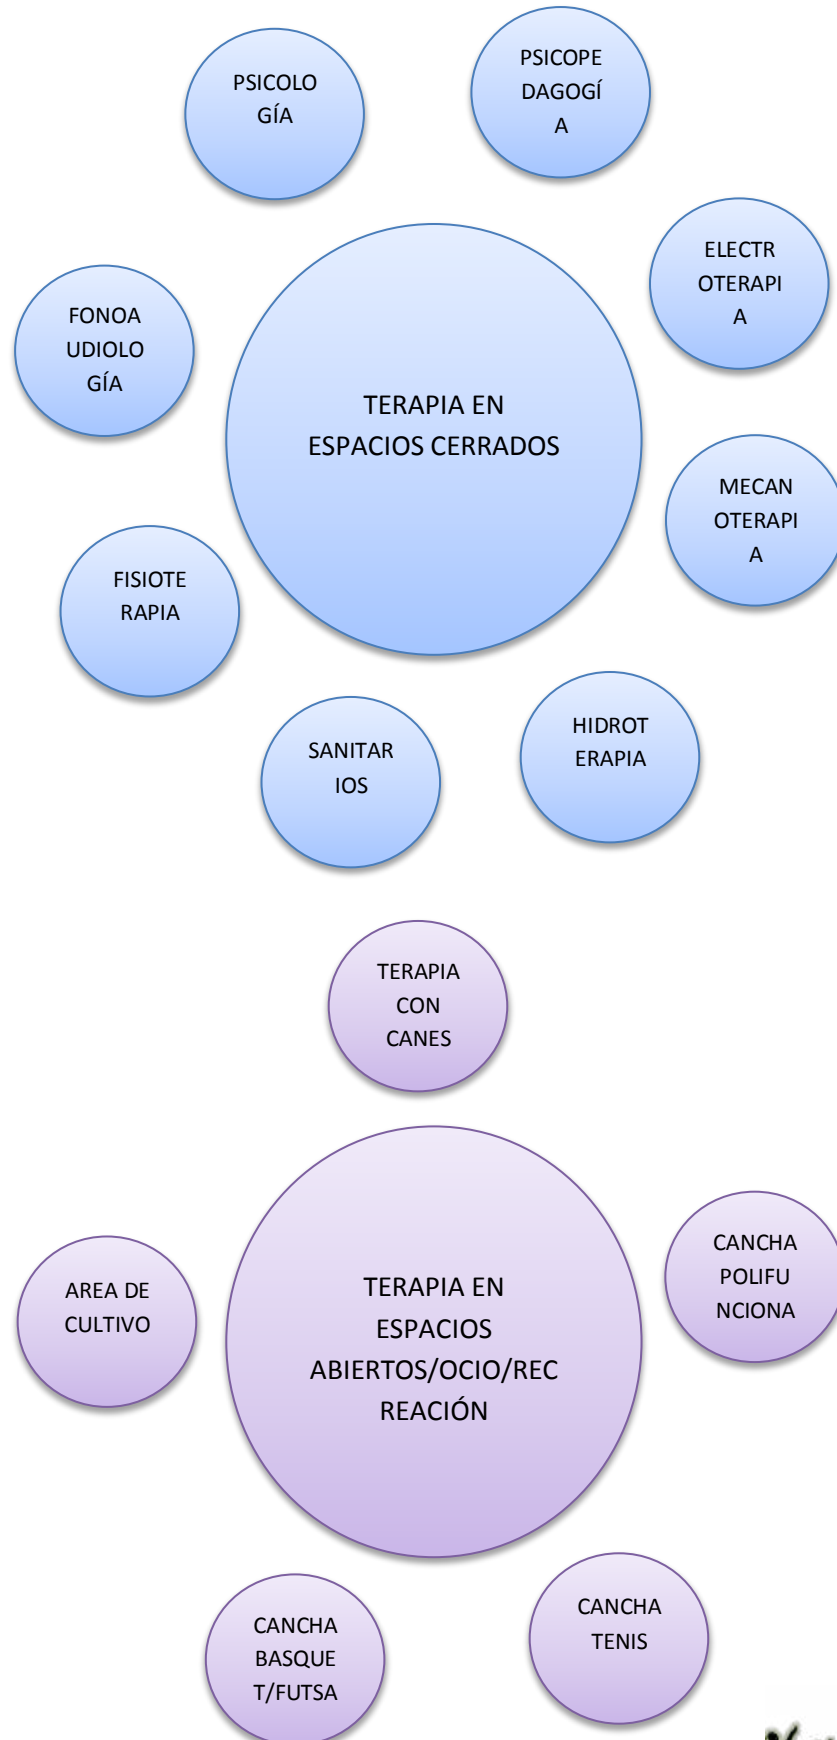 PSICOLO
GÍA
PSICOPE
DAGOGÍ
A
ELECTR
OTERAPI
A
FONOA
UDIOLO
GÍA
TERAPIA EN
ESPACIOS CERRADOS
MECAN
OTERAPI
A
FISIOTE
RAPIA
SANITAR
IOS
HIDROT
ERAPIA
TERAPIA
CON
CANES
CANCHA
POLIFU
NCIONA
AREA DE
CULTIVO
TERAPIA EN
ESPACIOS
ABIERTOS/OCIO/REC
REACIÓN
CANCHA
BASQUE
T/FUTSA
CANCHA
TENIS